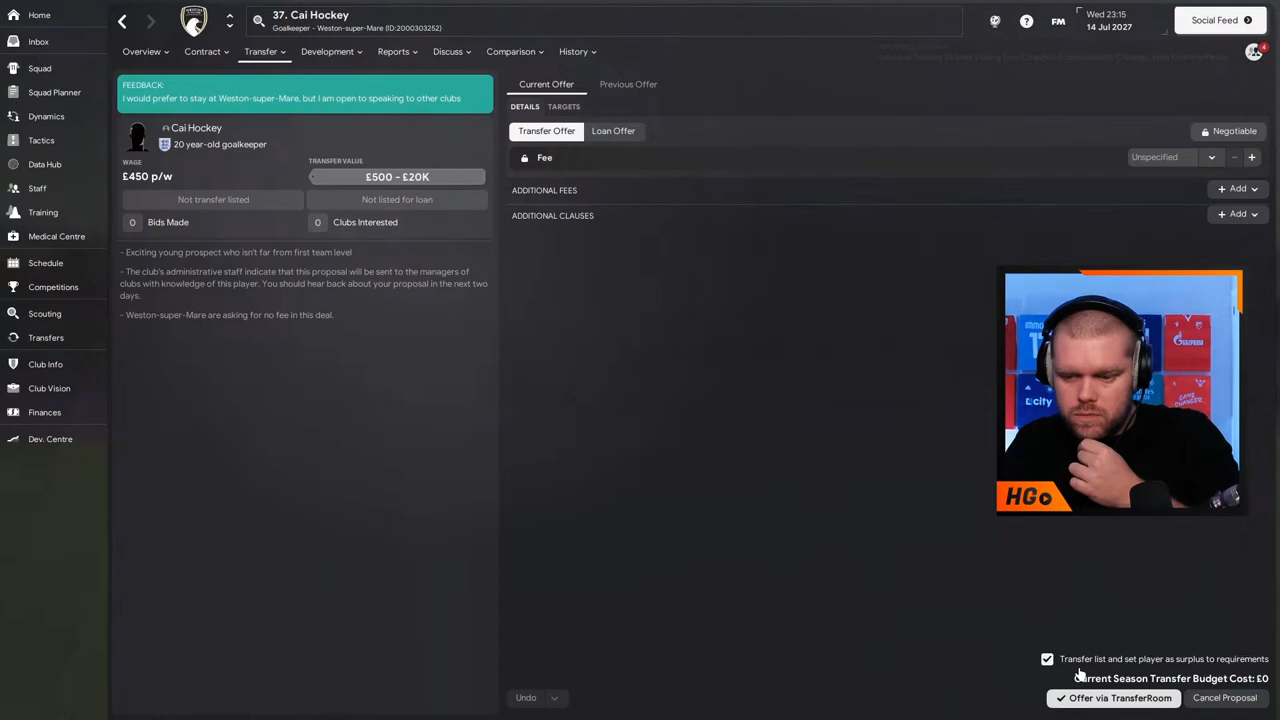 Home
37. Cai Hockey
Goalkeeper - Weston-super-Mare (ID:2000303252)
FM
Wed 23:15
14 Jul 2027
Social Feed
Inbox
Overview
Contract
Transfer
Development
Reports
Discuss
Comparison
History
4
Squad
Squad Planner
Dynamics
Tactics
Data Hub
Staff
Training
Medical Centre
Schedule
Competitions
Scouting
Transfers
Club Info
Club Vision
Finances
Dev. Centre
FEEDBACK:
I would prefer to stay at Weston-super-Mare, but I am open to speaking to other clubs
Cai Hockey
20 year-old goalkeeper
WAGE
£450 p/w
TRANSFER VALUE
£500 - £20K
Not transfer listed
Not listed for loan
0 Bids Made
0 Clubs Interested
- Exciting young prospect who isn't far from first team level
- The club's administrative staff indicate that this proposal will be sent to the managers of
clubs with knowledge of this player. You should hear back about your proposal in the next two
days.
- Weston-super-Mare are asking for no fee in this deal.
Current Offer
Previous Offer
DETAILS
TARGETS
Transfer Offer
Loan Offer
Negotiable
Fee
Unspecified
ADDITIONAL FEES
Add
ADDITIONAL CLAUSES
Add
GAZPROM
city
GAME CHANGER
HGo
Transfer list and set player as surplus to requirements
Current Season Transfer Budget Cost: £0
Undo
Offer via TransferRoom
Cancel Proposal